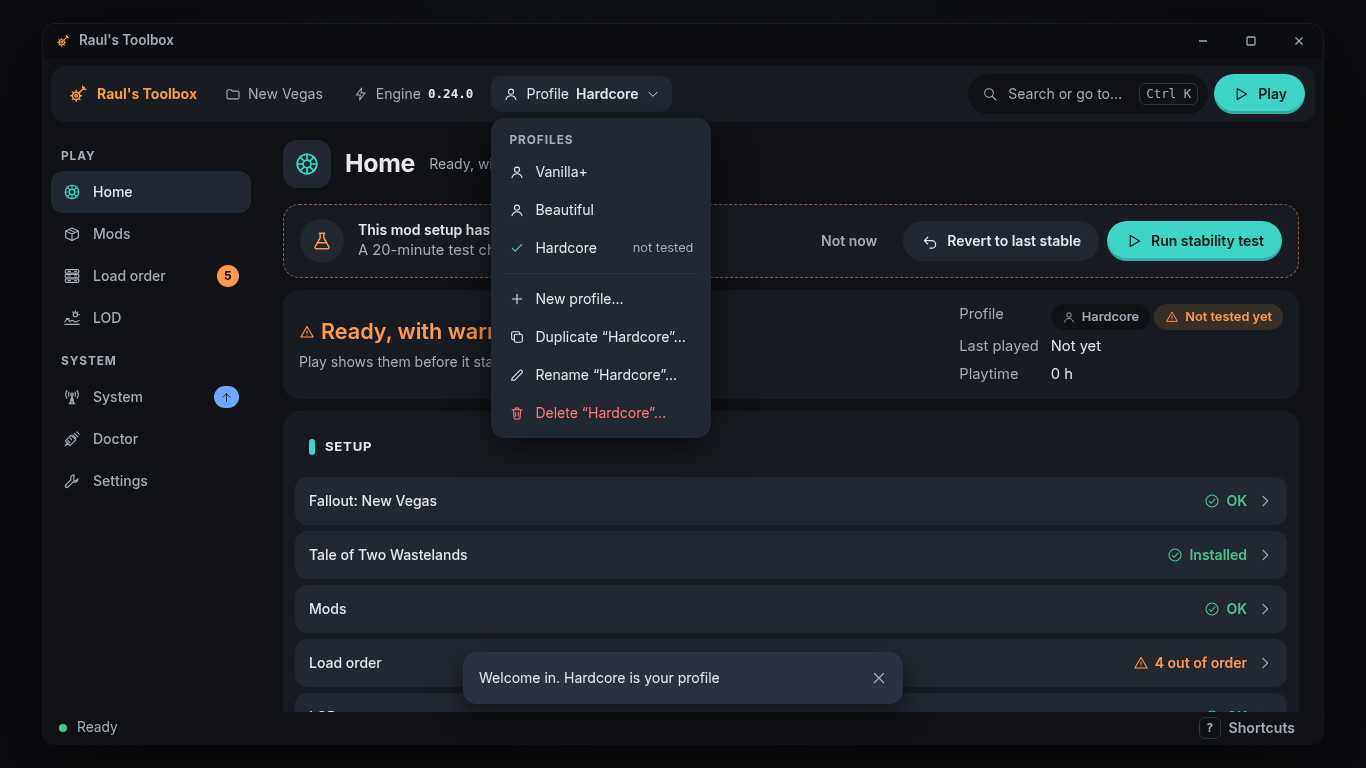 Raul's Toolbox
Raul's Toolbox
New Vegas
Engine 0.24.0
Profile Hardcore
Search or go to...
Ctrl K
Play
PLAY
Home
Mods
Load order
5
LOD
SYSTEM
System
Doctor
Settings
Home
Ready, wi
PROFILES
Vanilla+
Beautiful
Hardcore not tested
New profile...
Duplicate “Hardcore”...
Rename “Hardcore”...
Delete “Hardcore”...
This mod setup has
A 20-minute test ch
Not now
Revert to last stable
Run stability test
Ready, with warn
Play shows them before it sta
Profile Hardcore Not tested yet
Last played Not yet
Playtime 0 h
SETUP
Fallout: New Vegas OK
Tale of Two Wastelands Installed
Mods OK
Load order 4 out of order
Welcome in. Hardcore is your profile
Ready
? Shortcuts